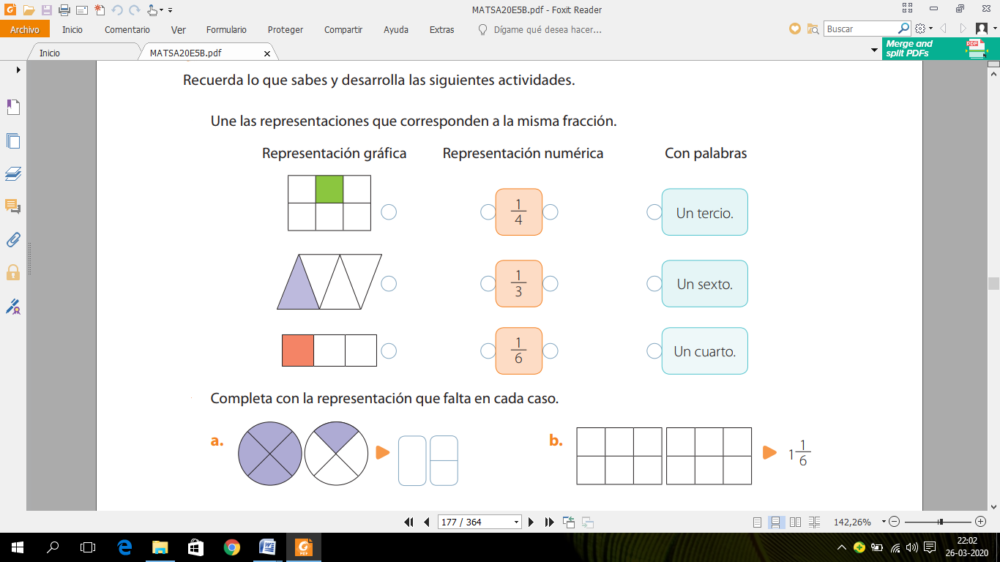 MATSA20E5B.pdf - Foxit Reader
Archivo Inicio Comentario Ver Formulario Proteger Compartir Ayuda Extras Dígame qué desea hacer... Buscar
Inicio MATSA20E5B.pdf Merge and
split PDFs
PDF
Recuerda lo que sabes y desarrolla las siguientes actividades.
Une las representaciones que corresponden a la misma fracción.
Representación gráfica Representación numérica Con palabras
1/4 Un tercio.
1/3 Un sexto.
1/6 Un cuarto.
Completa con la representación que falta en cada caso.
a. b. 1 1/6
177 / 364 142,26%
22:02
26-03-2020